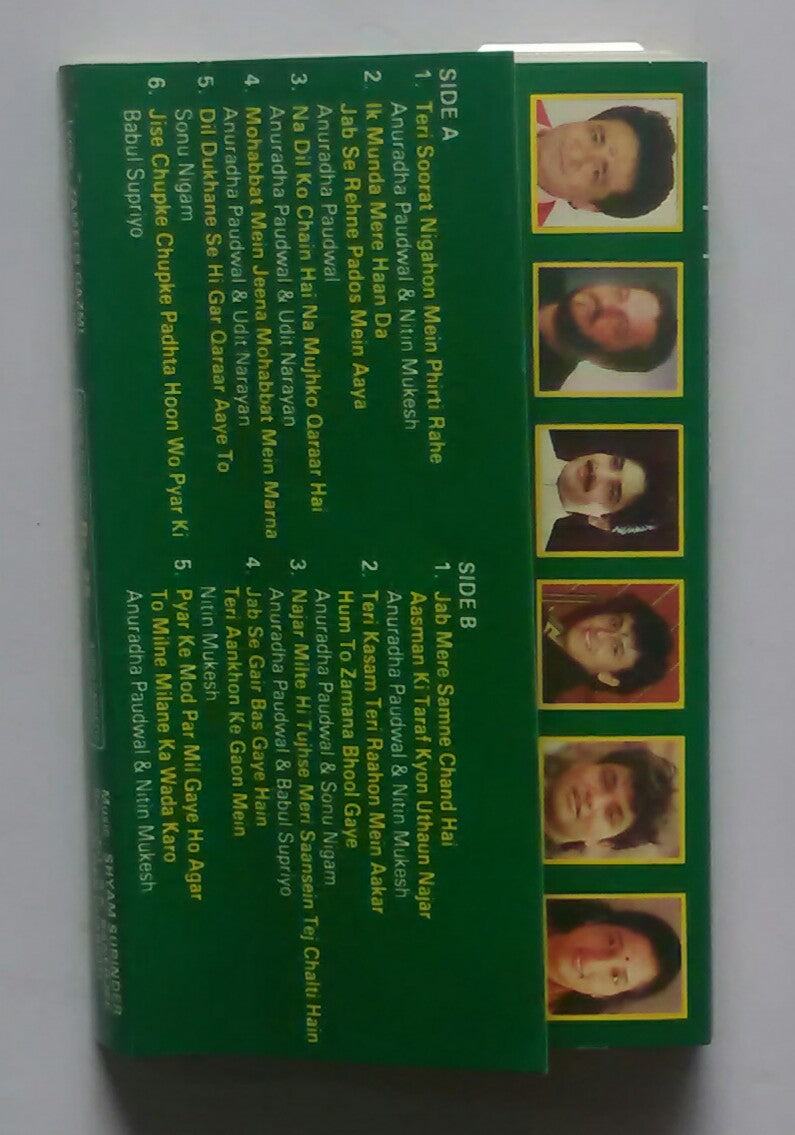 SIDE A
1. Teri Soorat Nigahon Mein Phirti Rahe
Anuradha Paudwal & Nitin Mukesh
2. Ik Munda Mere Haan Da
Jab Se Rehne Pados Mein Aaya
Anuradha Paudwal
3. Na Dil Ko Chain Hai Na Mujhko Qaraar Hai
Anuradha Paudwal & Udit Narayan
4. Mohabbat Mein Jeena Mohabbat Mein Marna
Anuradha Paudwal & Udit Narayan
5. Dil Dukhane Se Hi Gar Qaraar Aaye To
Sonu Nigam
6. Jise Chupke Chupke Padhta Hoon Wo Pyar Ki
Babul Supriyo
SIDE B
1. Jab Mere Samne Chand Hai
Aasman Ki Taraf Kyon Uthaun Najar
Anuradha Paudwal & Nitin Mukesh
2. Teri Kasam Teri Raahon Mein Aakar
Hum To Zamana Bhool Gaye
Anuradha Paudwal & Sonu Nigam
3. Najar Milte Hi Tujhse Meri Saansein Tej Chalti Hain
Anuradha Paudwal & Babul Supriyo
4. Jab Se Gair Bas Gaye Hain
Teri Aankhon Ke Gaon Mein
Nitin Mukesh
5. Pyar Ke Mod Par Mil Gaye Ho Agar
To Milne Milane Ka Wada Karo
Anuradha Paudwal & Nitin Mukesh
Music : SHYAM SURINDER